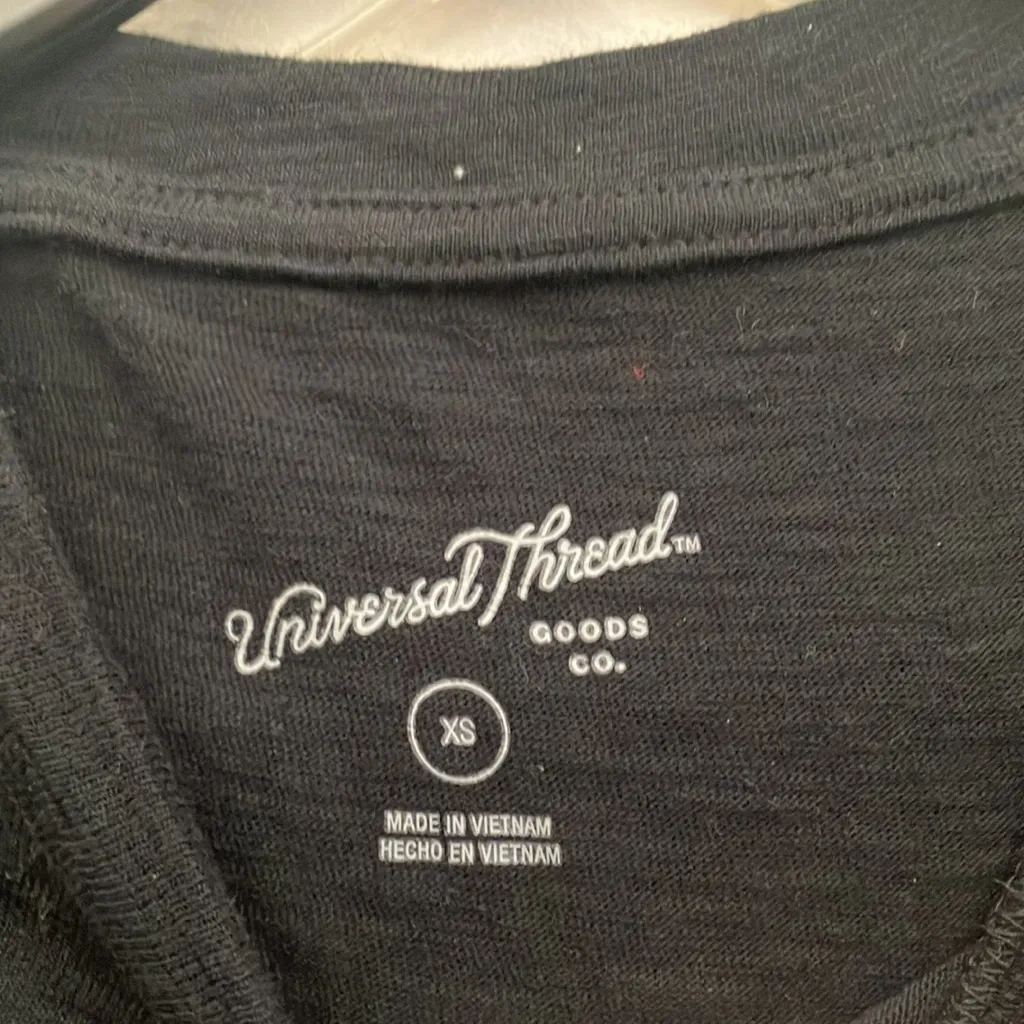 Universal Thread™
GOODS
CO.
XS
MADE IN VIETNAM
HECHO EN VIETNAM